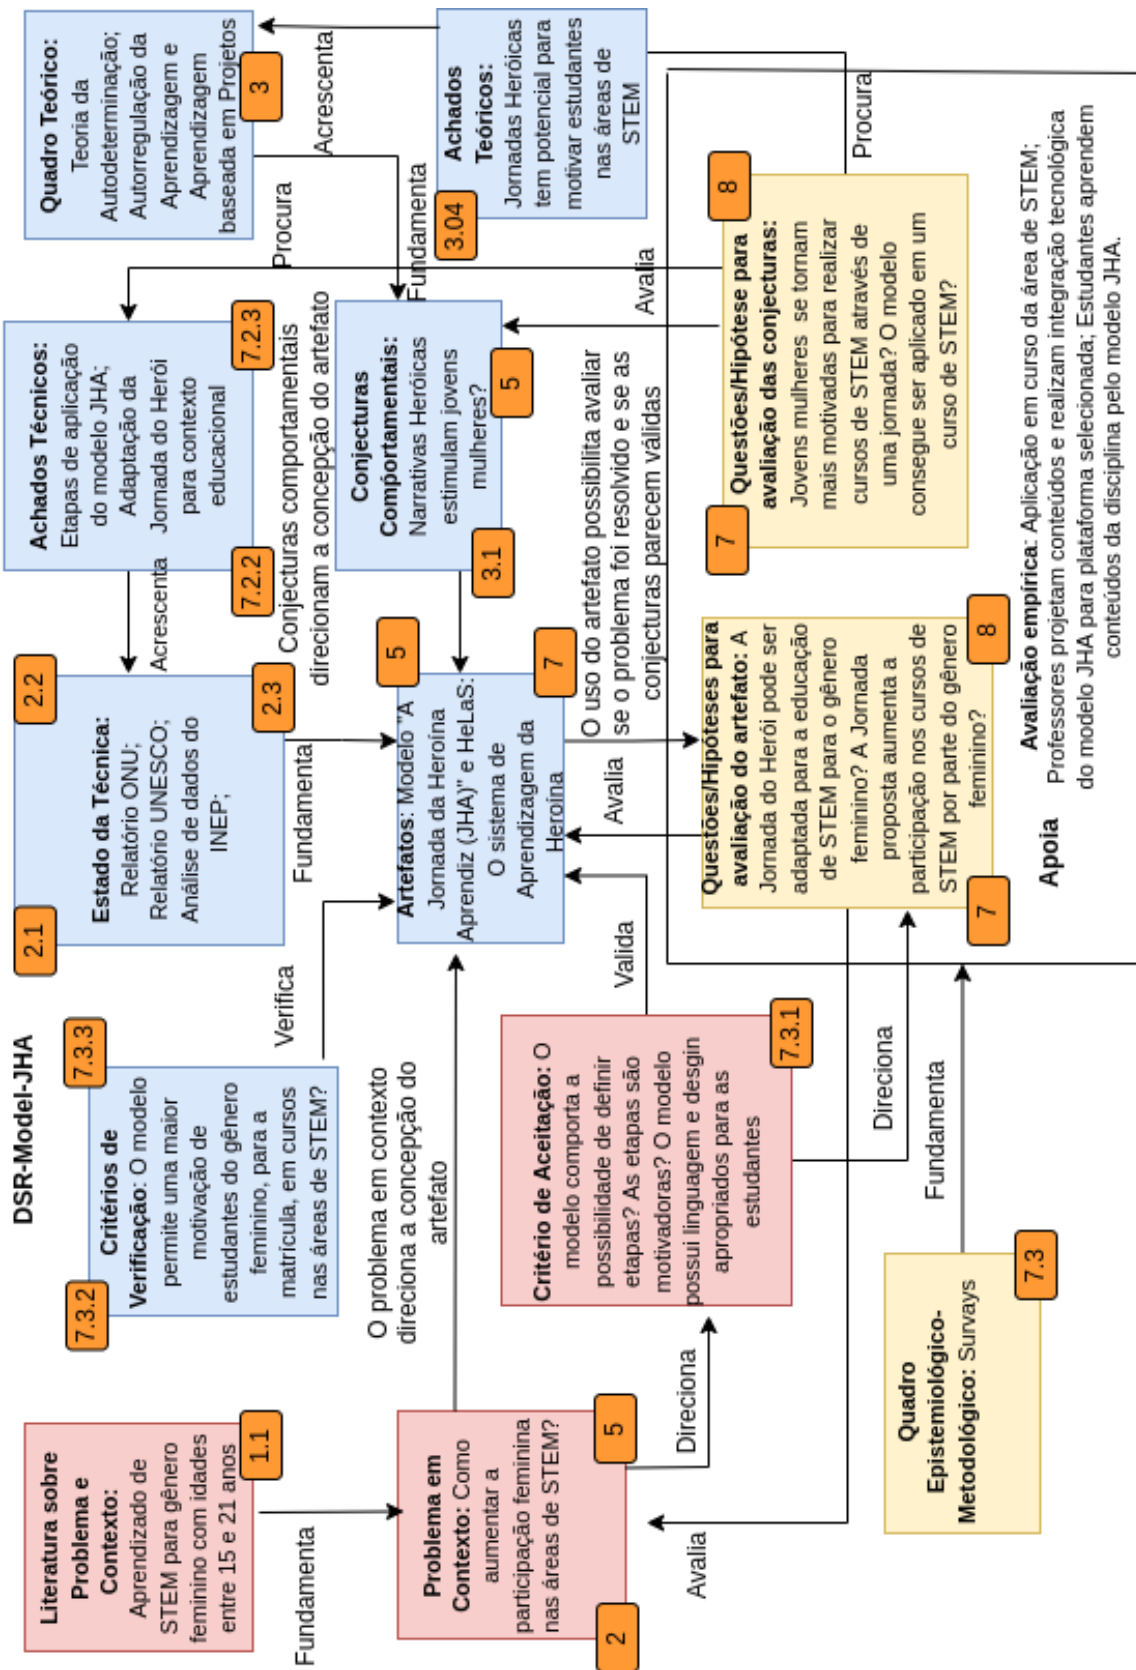 DSR-Model-JHA
Literatura sobre
Problema e
Contexto:
Aprendizado de
STEM para gênero
feminino com idades
entre 15 e 21 anos
1.1
Fundamenta
7.3.2
7.3.3
Critérios de
Verificação: O modelo
permite uma maior
motivação de
estudantes do gênero
feminino, para a
matrícula, em cursos
nas áreas de STEM?
Verifica
2.1
2.2
Estado da Técnica:
Relatório ONU;
Relatório UNESCO;
Análise de dados do
INEP;
2.3
Fundamenta
Acrescenta
Achados Técnicos:
Etapas de aplicação
do modelo JHA;
Adaptação da
Jornada do Herói
para contexto
educacional
7.2.2
7.2.3
Procura
Quadro Teórico:
Teoria da
Autodeterminação;
Autorregulação da
Aprendizagem e
Aprendizagem
baseada em Projetos
3
Acrescenta
Fundamenta
Problema em
Contexto: Como
aumentar a
participação feminina
nas áreas de STEM?
2
5
O problema em contexto
direciona a concepção do
artefato
5
Artefatos: Modelo "A
Jornada da Heroína
Aprendiz (JHA)" e HeLaS:
O sistema de
Aprendizagem da
Heroína
7
Conjecturas comportamentais
direcionam a concepção do artefato
Conjecturas
Compórtamentais:
Narrativas Heróicas
estimulam jovens
mulheres?
3.1
5
3.04
Achados
Teóricos:
Jornadas Heróicas
tem potencial para
motivar estudantes
nas áreas de
STEM
Direciona
Avalia
Critério de Aceitação: O
modelo comporta a
possibilidade de definir
etapas? As etapas são
motivadoras? O modelo
possui linguagem e desgin
apropriados para as
estudantes
7.3.1
Valida
Avalia
O uso do artefato possibilita avaliar
se o problema foi resolvido e se as
conjecturas parecem válidas
Avalia
Direciona
Questões/Hipóteses para
avaliação do artefato: A
Jornada do Herói pode ser
adaptada para a educação
de STEM para o gênero
feminino? A Jornada
proposta aumenta a
participação nos cursos de
STEM por parte do gênero
feminino?
7
8
7
8
Questões/Hipótese para
avaliação das conjecturas:
Jovens mulheres se tornam
mais motivadas para realizar
cursos de STEM através de
uma jornada? O modelo
consegue ser aplicado em um
curso de STEM?
Procura
Quadro
Epistemiológico-
Metodológico: Survays
7.3
Fundamenta
Apoia
Avaliação empírica: Aplicação em curso da área de STEM;
Professores projetam conteúdos e realizam integração tecnológica
do modelo JHA para plataforma selecionada; Estudantes aprendem
conteúdos da disciplina pelo modelo JHA.